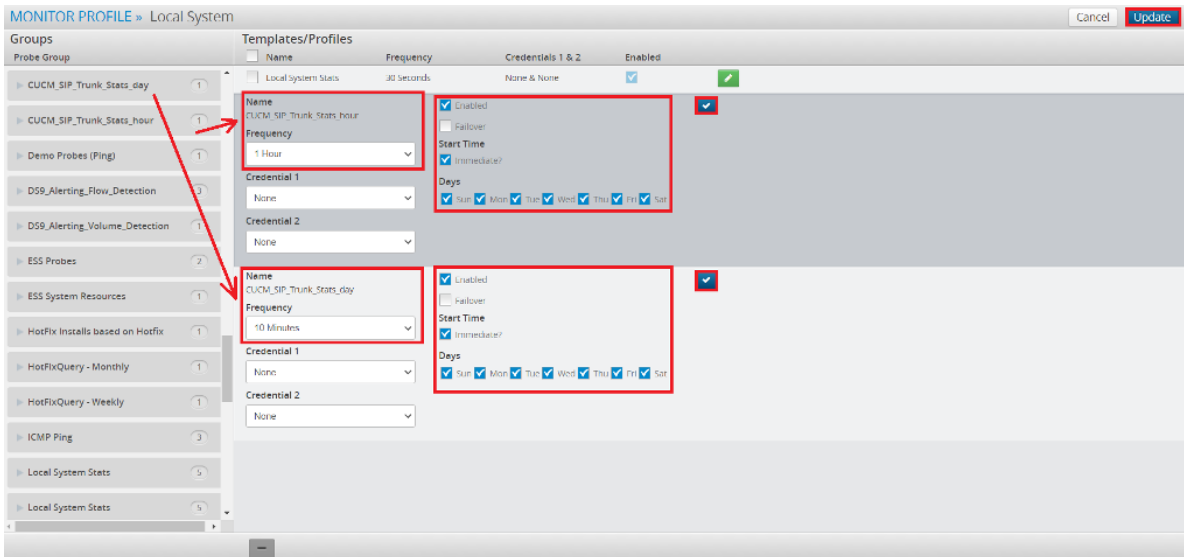 MONITOR PROFILE » Local System
Cancel Update
Groups
Templates/Profiles
Probe Group
Name Frequency Credentials 1 & 2 Enabled
CUCM_SIP_Trunk_Stats_day 1
CUCM_SIP_Trunk_Stats_hour 1
Demo Probes (Ping) 1
DS9_Alerting_Flow_Detection 3
DS9_Alerting_Volume_Detection 1
ESS Probes 2
ESS System Resources 1
HotFix Installs based on Hotfix 1
HotFixQuery - Monthly 1
HotFixQuery - Weekly 1
ICMP Ping 3
Local System Stats 5
Local System Stats 5
Local System Stats 30 Seconds None & None
Name
CUCM_SIP_Trunk_Stats_hour
Frequency
1 Hour
Credential 1
None
Credential 2
None
Enabled
Failover
Start Time
Immediate?
Days
Sun Mon Tue Wed Thu Fri Sat
Name
CUCM_SIP_Trunk_Stats_day
Frequency
10 Minutes
Credential 1
None
Credential 2
None
Enabled
Failover
Start Time
Immediate?
Days
Sun Mon Tue Wed Thu Fri Sat